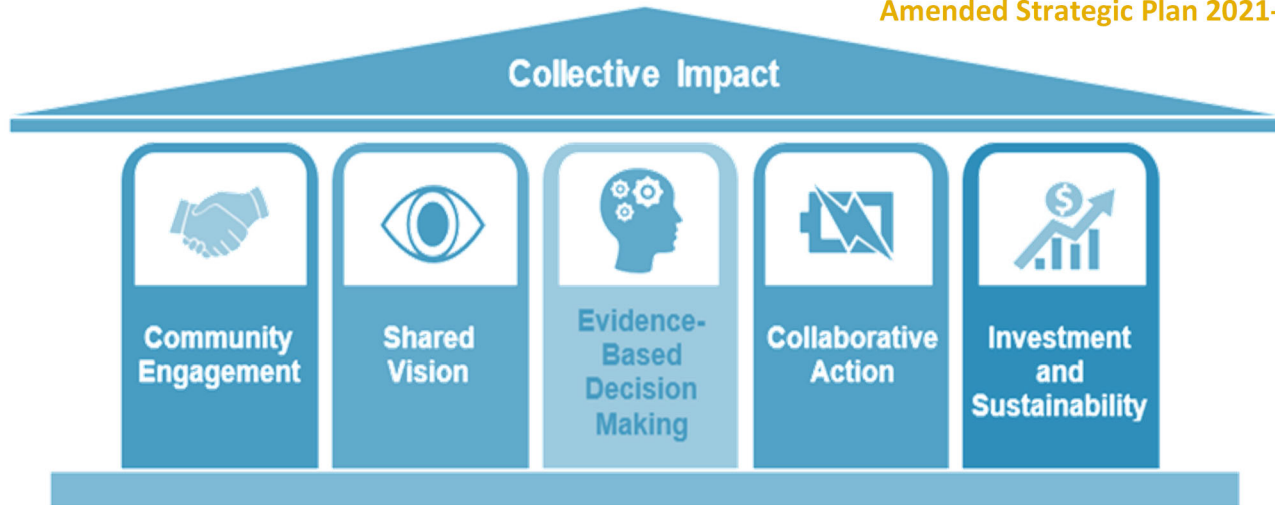 Amended Strategic Plan 2021-
Collective Impact
Community
Engagement
Shared
Vision
Evidence-
Based
Decision
Making
Collaborative
Action
$
Investment
and
Sustainability